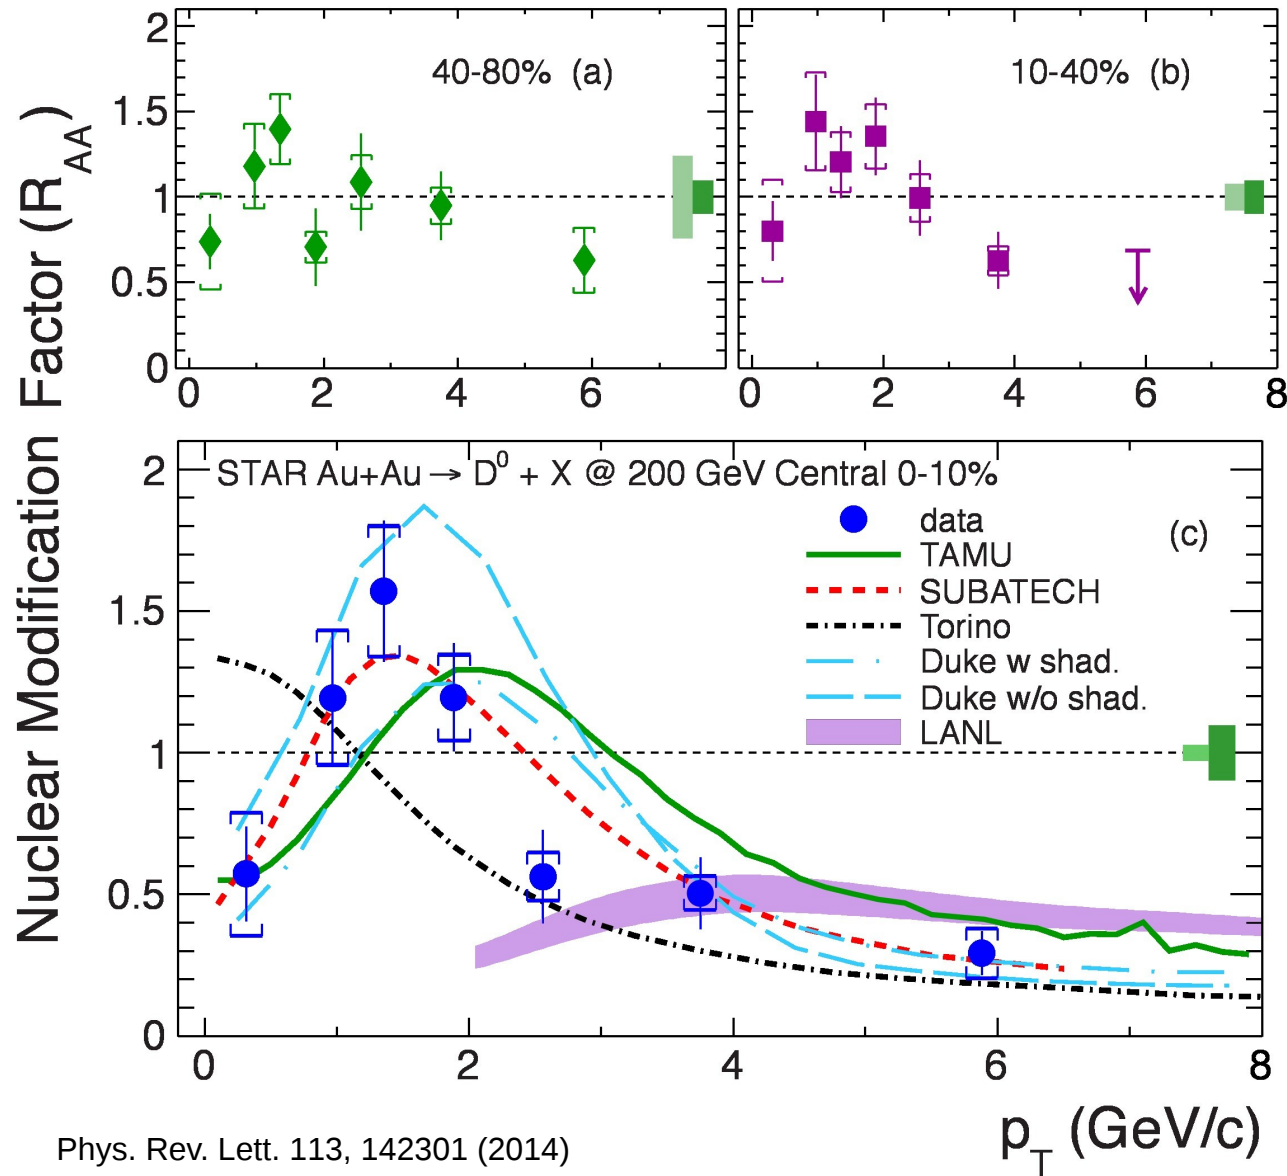 Nuclear Modification Factor (R_AA)
40-80% (a)
10-40% (b)
2
1.5
1
0.5
0
0 2 4 6
0 2 4 6 8
STAR Au+Au → D⁰ + X @ 200 GeV Central 0-10%
(c)
data
TAMU
SUBATECH
Torino
Duke w shad.
Duke w/o shad.
LANL
2
1.5
1
0.5
0
0 2 4 6 8
p_T (GeV/c)
Phys. Rev. Lett. 113, 142301 (2014)